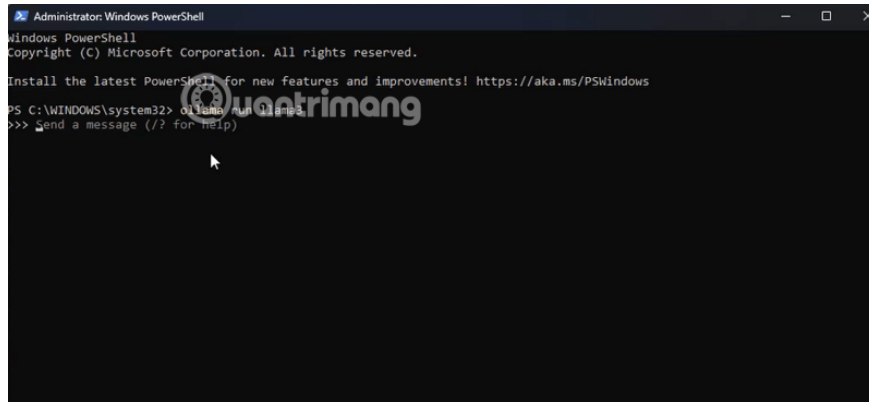 Administrator: Windows PowerShell
Windows PowerShell
Copyright (C) Microsoft Corporation. All rights reserved.
Install the latest PowerShell for new features and improvements! https://aka.ms/PSWindows
PS C:\WINDOWS\system32> ollama run llama3
>>> Send a message (/? for help)
Quantrimang